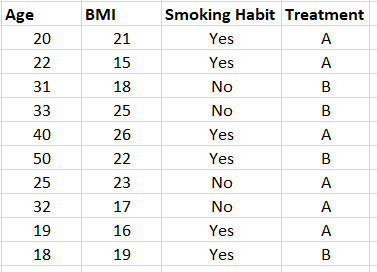 Age BMI Smoking Habit Treatment
20 21 Yes A
22 15 Yes A
31 18 No B
33 25 No B
40 26 Yes A
50 22 Yes B
25 23 No A
32 17 No A
19 16 Yes A
18 19 Yes B